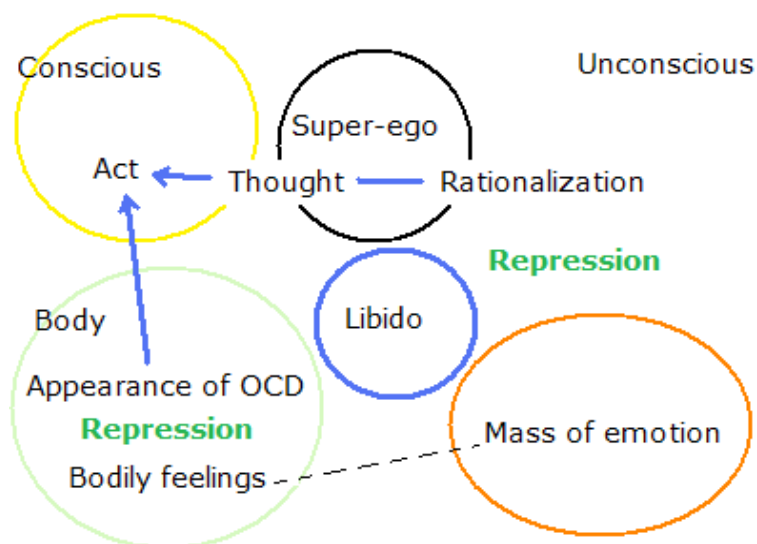 Conscious
Unconscious
Super-ego
Act
Thought
Rationalization
Repression
Body
Libido
Appearance of OCD
Repression
Mass of emotion
Bodily feelings